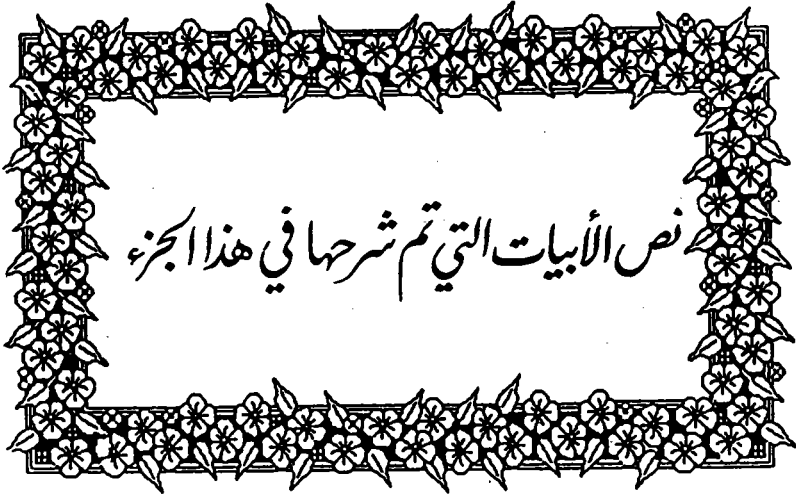 نص الأبيات التي تم شرحها في هذا الجزء